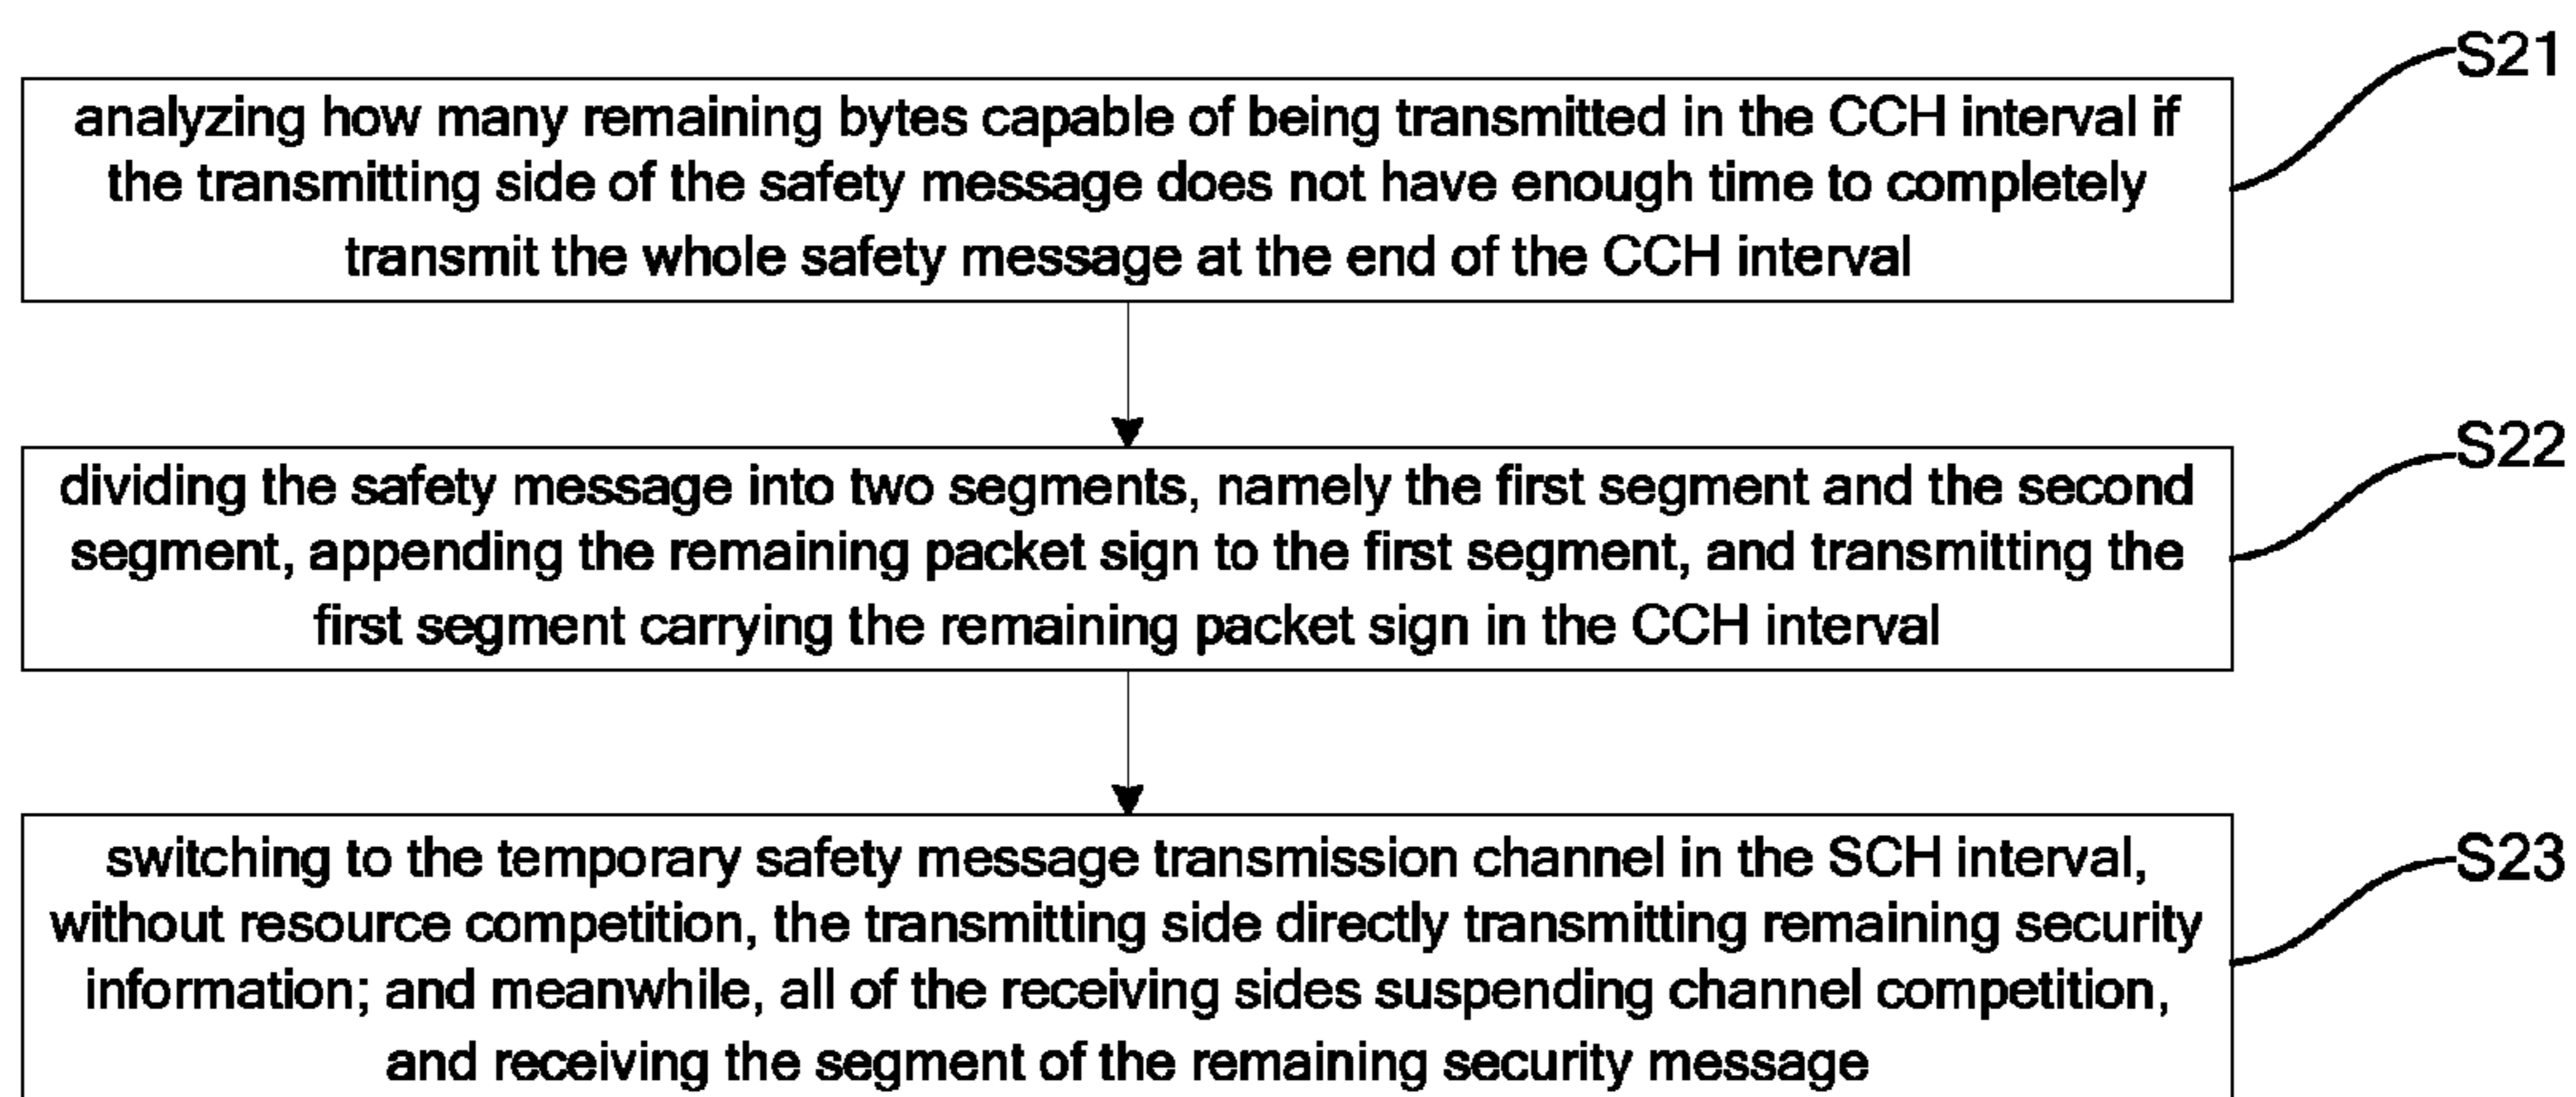 S21
analyzing how many remaining bytes capable of being transmitted in the CCH interval if
the transmitting side of the safety message does not have enough time to completely
transmit the whole safety message at the end of the CCH interval
S22
dividing the safety message into two segments, namely the first segment and the second
segment, appending the remaining packet sign to the first segment, and transmitting the
first segment carrying the remaining packet sign in the CCH interval
S23
switching to the temporary safety message transmission channel in the SCH interval,
without resource competition, the transmitting side directly transmitting remaining security
information; and meanwhile, all of the receiving sides suspending channel competition,
and receiving the segment of the remaining security message